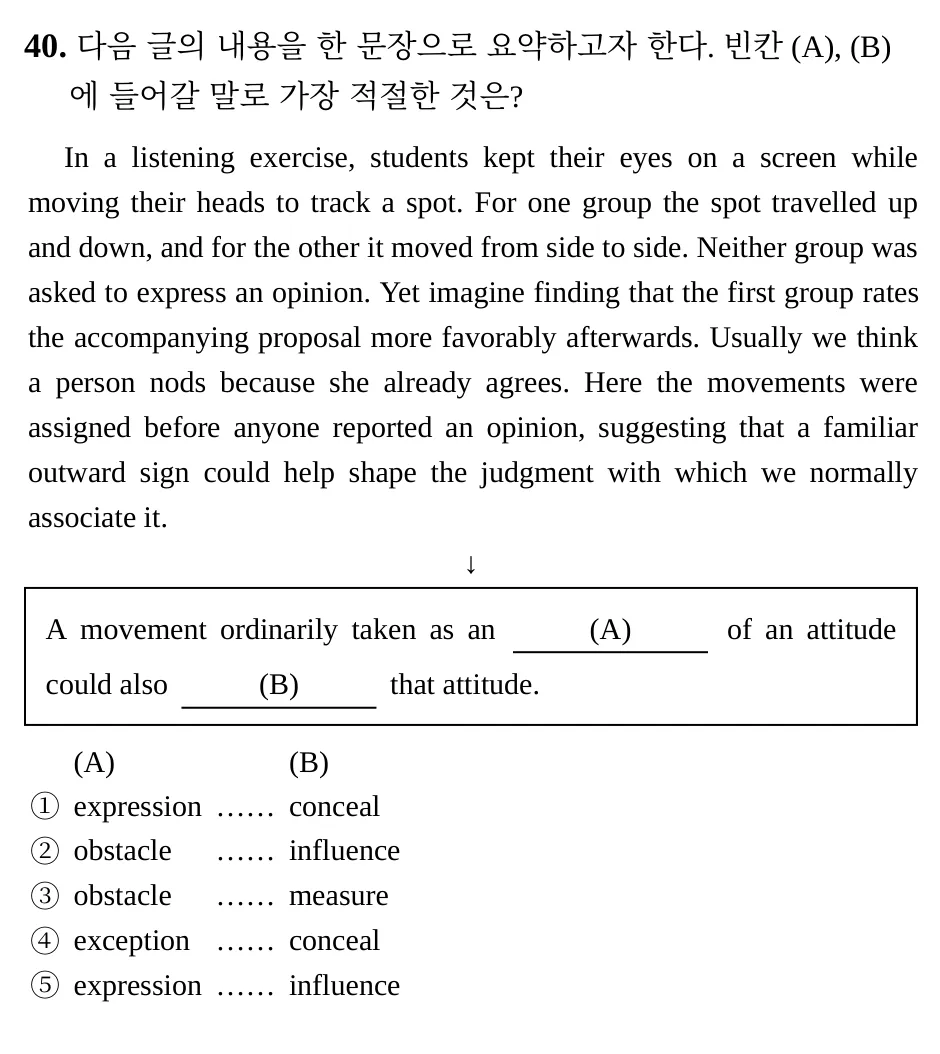 40. 다음 글의 내용을 한 문장으로 요약하고자 한다. 빈칸 (A), (B)
에 들어갈 말로 가장 적절한 것은?
In a listening exercise, students kept their eyes on a screen while
moving their heads to track a spot. For one group the spot travelled up
and down, and for the other it moved from side to side. Neither group was
asked to express an opinion. Yet imagine finding that the first group rates
the accompanying proposal more favorably afterwards. Usually we think
a person nods because she already agrees. Here the movements were
assigned before anyone reported an opinion, suggesting that a familiar
outward sign could help shape the judgment with which we normally
associate it.
↓
A movement ordinarily taken as an (A) of an attitude
could also (B) that attitude.
(A) (B)
① expression …… conceal
② obstacle …… influence
③ obstacle …… measure
④ exception …… conceal
⑤ expression …… influence